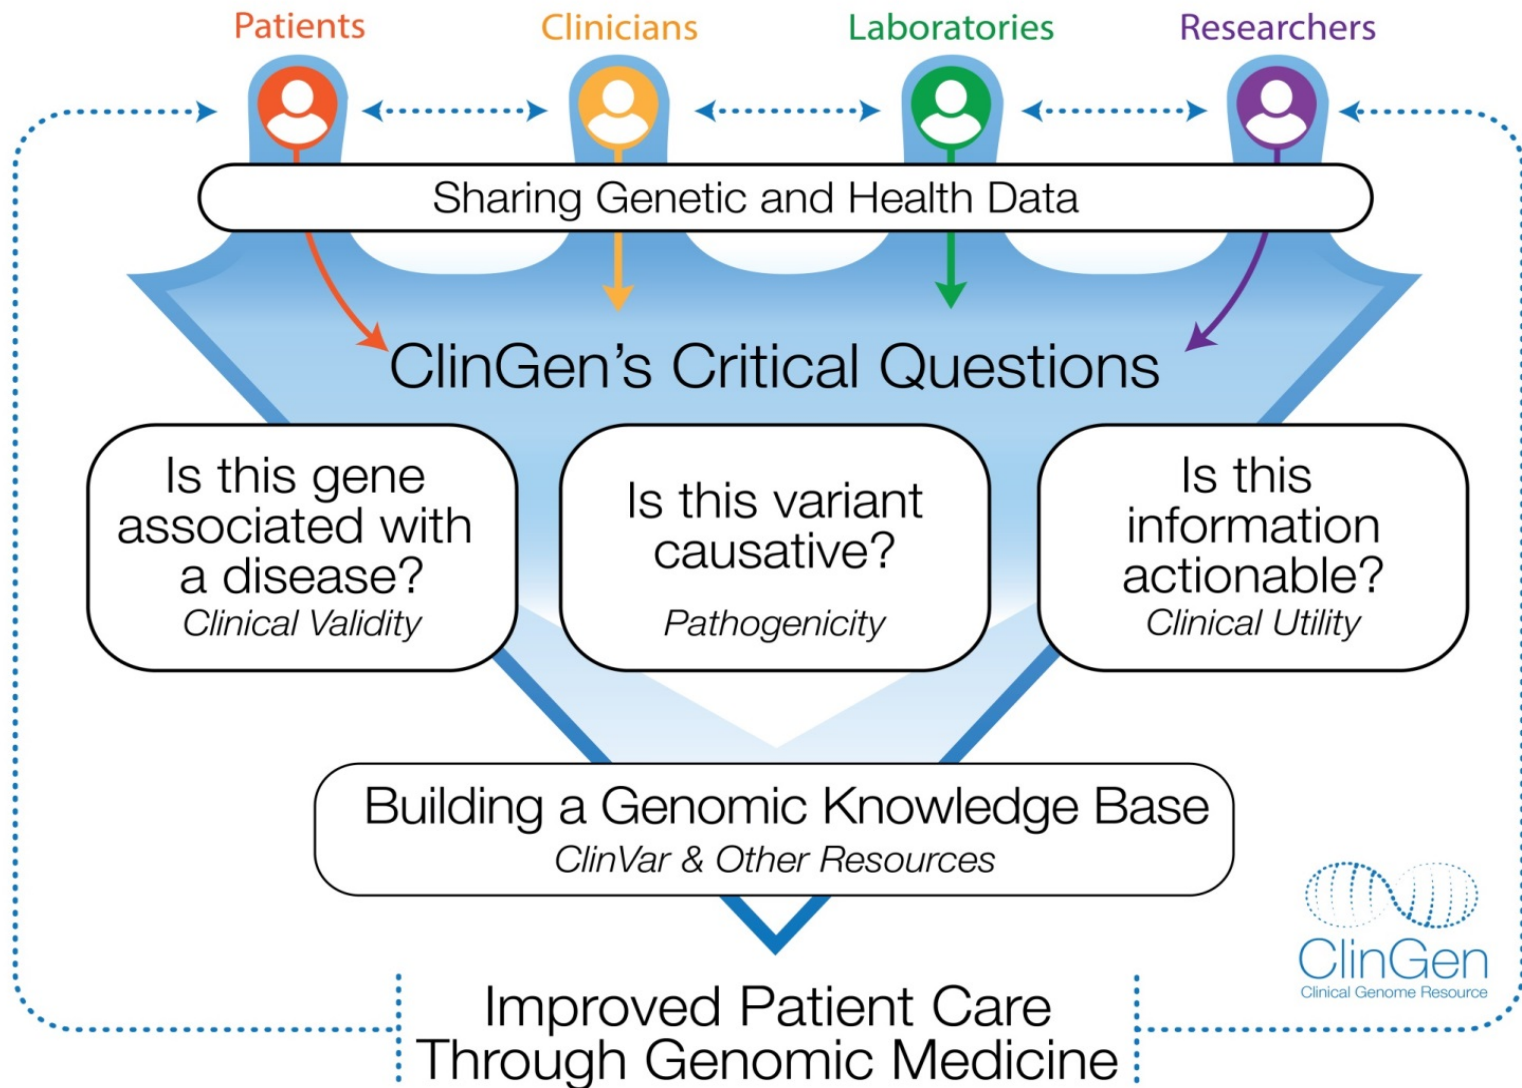 Patients
Clinicians
Laboratories
Researchers
Sharing Genetic and Health Data
ClinGen's Critical Questions
Is this gene
associated with
a disease?
Clinical Validity
Is this variant
causative?
Pathogenicity
Is this
information
actionable?
Clinical Utility
Building a Genomic Knowledge Base
ClinVar & Other Resources
ClinGen
Clinical Genome Resource
Improved Patient Care
Through Genomic Medicine